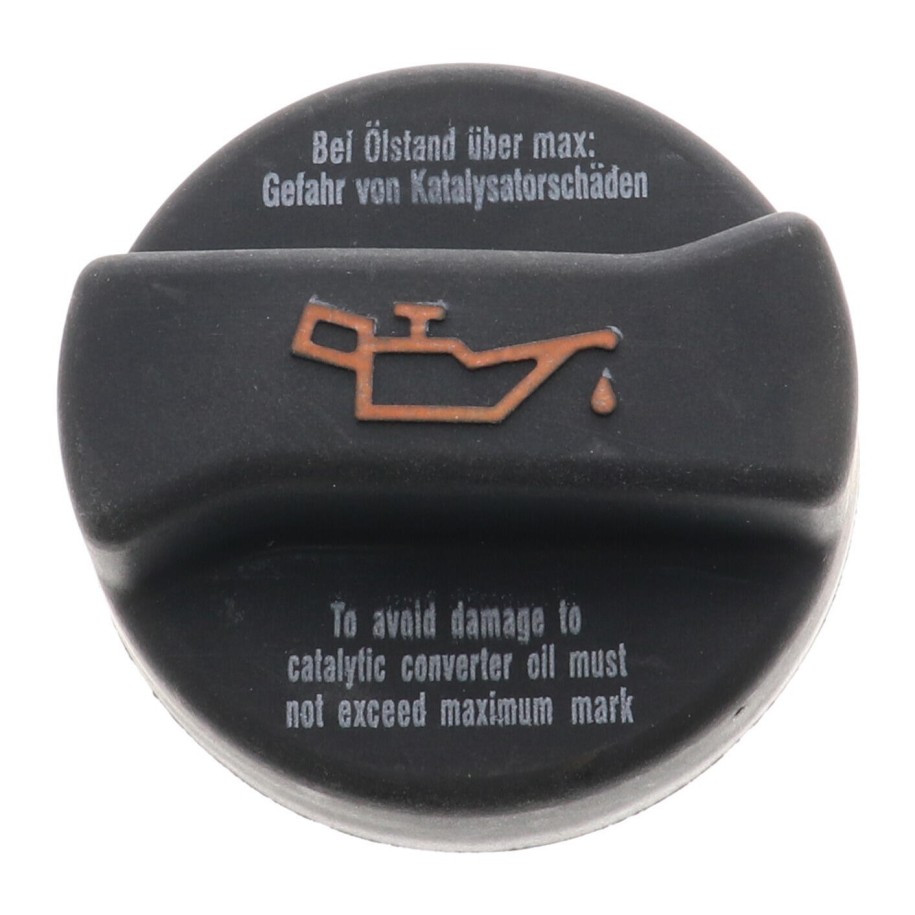 Bei Ölstand über max:
Gefahr von Katalysatorschäden
To avoid damage to
catalytic converter oil must
not exceed maximum mark